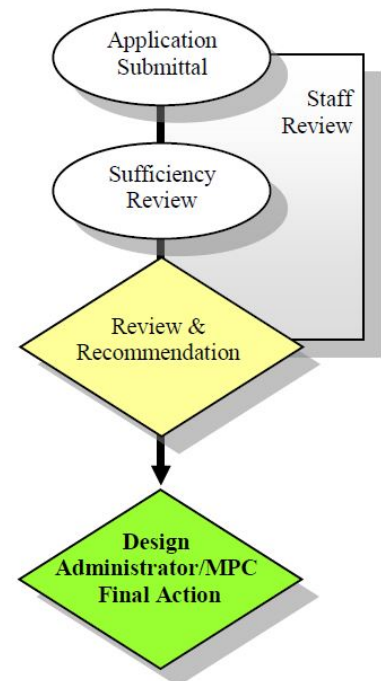 Application
Submittal
Staff
Review
Sufficiency
Review
Review &
Recommendation
Design
Administrator/MPC
Final Action